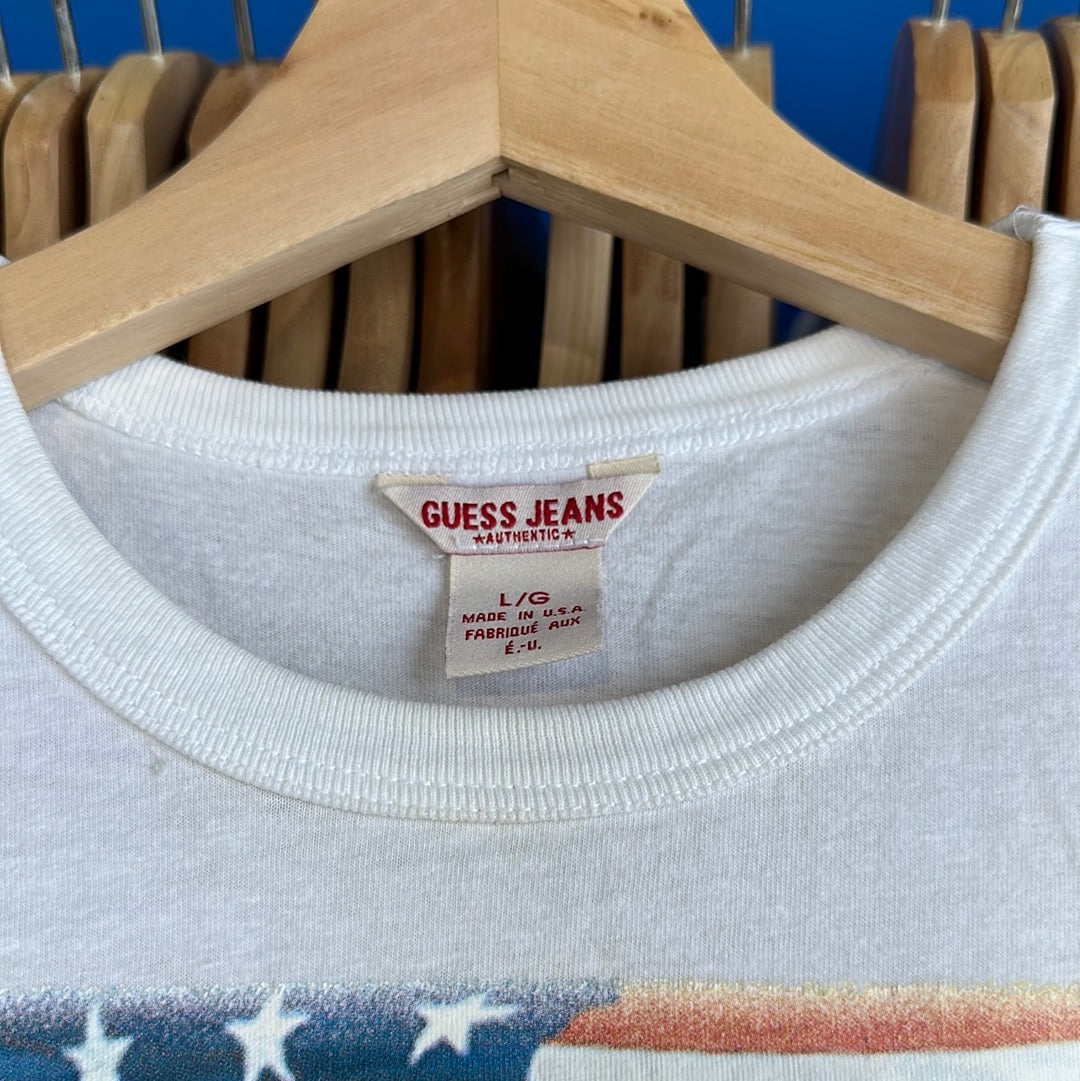 GUESS JEANS
★AUTHENTIC★
L/G
MADE IN U.S.A.
FABRIQUÉ AUX
É.-U.